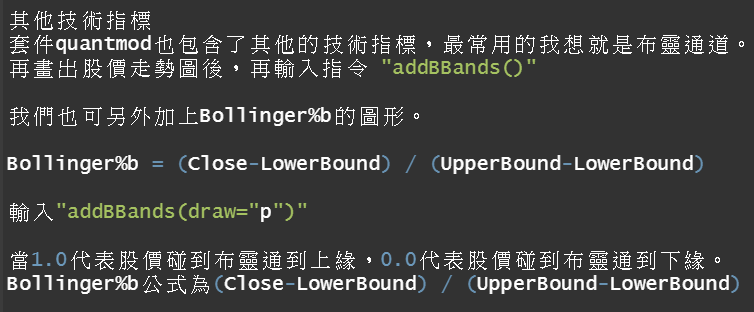 其他技術指標
套件quantmod也包含了其他的技術指標，最常用的我想就是布靈通道。
再畫出股價走勢圖後，再輸入指令 "addBBands()"
我們也可另外加上Bollinger%b的圖形。
Bollinger%b = (Close-LowerBound) / (UpperBound-LowerBound)
輸入"addBBands(draw="p")"
當1.0代表股價碰到布靈通到上緣，0.0代表股價碰到布靈通到下緣。
Bollinger%b公式為(Close-LowerBound) / (UpperBound-LowerBound)